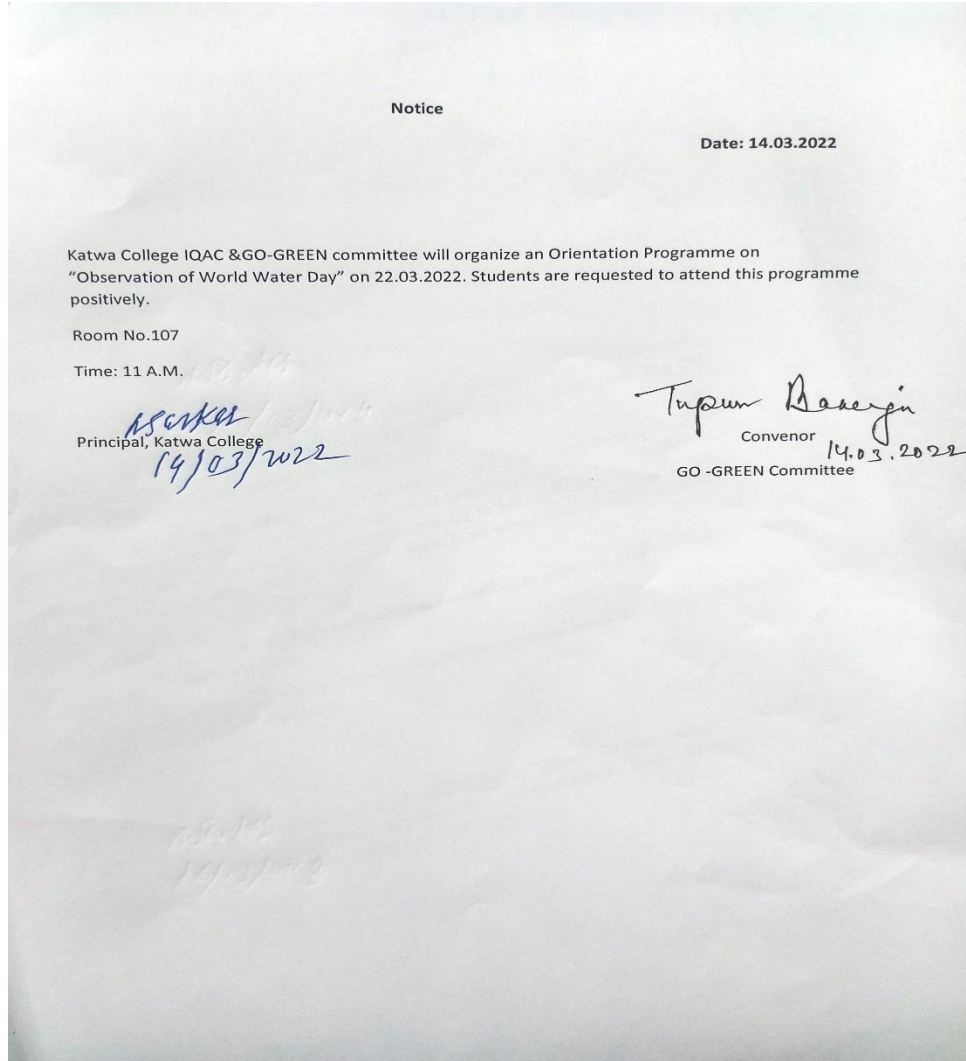 Notice
Date: 14.03.2022
Katwa College IQAC &GO-GREEN committee will organize an Orientation Programme on
“Observation of World Water Day” on 22.03.2022. Students are requested to attend this programme
positively.
Room No.107
Time: 11 A.M.
Principal, Katwa College
14/03/2022
Convenor
14.03.2022
GO -GREEN Committee